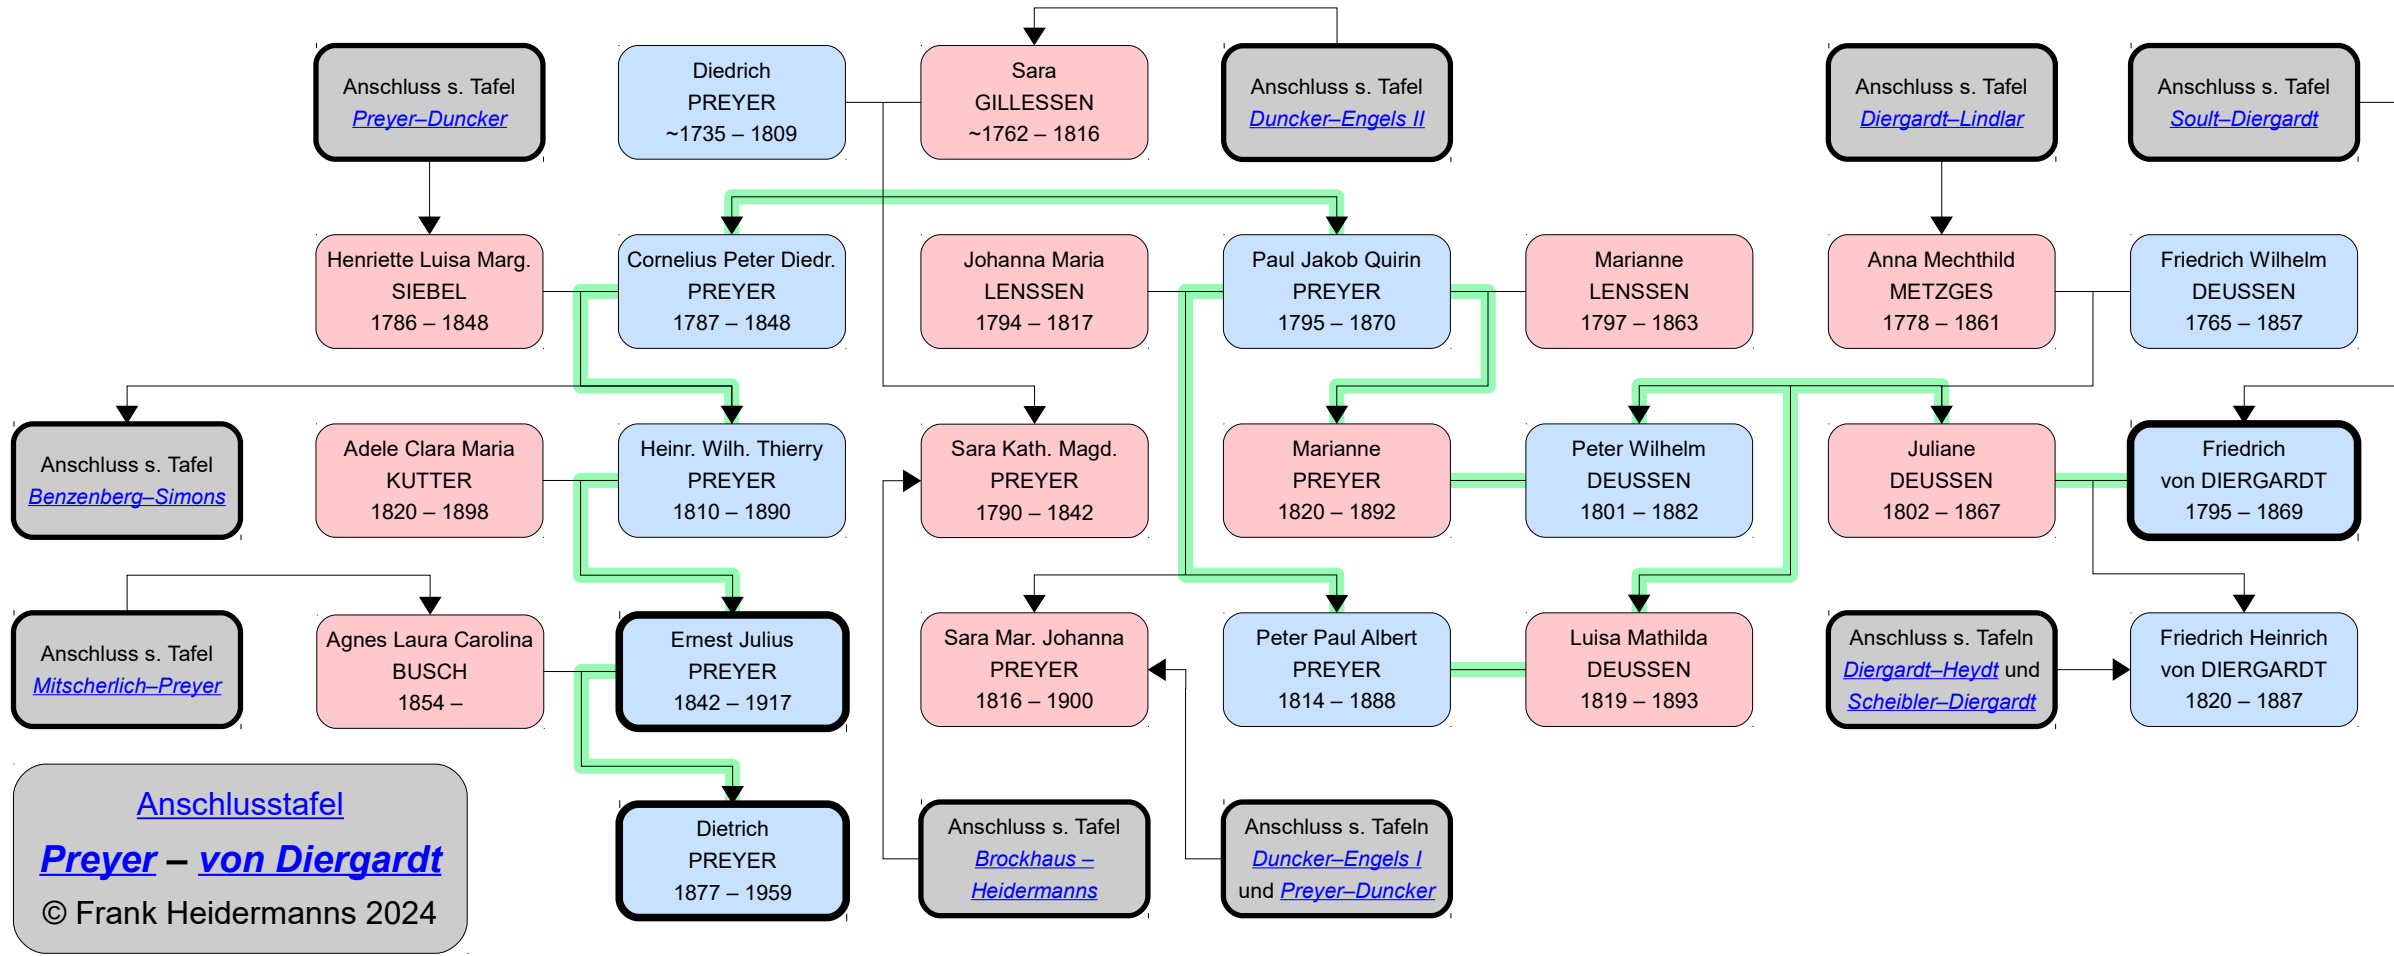 Anschluss s. Tafel
Preyer–Duncker
Diedrich
PREYER
~1735 – 1809
Sara
GILLESSEN
~1762 – 1816
Anschluss s. Tafel
Duncker–Engels II
Anschluss s. Tafel
Diergardt–Lindlar
Anschluss s. Tafel
Soult–Diergardt
Henriette Luisa Marg.
SIEBEL
1786 – 1848
Cornelius Peter Diedr.
PREYER
1787 – 1848
Johanna Maria
LENSSEN
1794 – 1817
Paul Jakob Quirin
PREYER
1795 – 1870
Marianne
LENSSEN
1797 – 1863
Anna Mechthild
METZGES
1778 – 1861
Friedrich Wilhelm
DEUSSEN
1765 – 1857
Anschluss s. Tafel
Benzenberg–Simons
Adele Clara Maria
KUTTER
1820 – 1898
Heinr. Wilh. Thierry
PREYER
1810 – 1890
Sara Kath. Magd.
PREYER
1790 – 1842
Marianne
PREYER
1820 – 1892
Peter Wilhelm
DEUSSEN
1801 – 1882
Juliane
DEUSSEN
1802 – 1867
Friedrich
von DIERGARDT
1795 – 1869
Anschluss s. Tafel
Mitscherlich–Preyer
Agnes Laura Carolina
BUSCH
1854 –
Ernest Julius
PREYER
1842 – 1917
Sara Mar. Johanna
PREYER
1816 – 1900
Peter Paul Albert
PREYER
1814 – 1888
Luisa Mathilda
DEUSSEN
1819 – 1893
Anschluss s. Tafeln
Diergardt–Heydt und
Scheibler–Diergardt
Friedrich Heinrich
von DIERGARDT
1820 – 1887
Anschlusstafel
Preyer – von Diergardt
© Frank Heidermanns 2024
Dietrich
PREYER
1877 – 1959
Anschluss s. Tafel
Brockhaus –
Heidermanns
Anschluss s. Tafeln
Duncker–Engels I
und Preyer–Duncker